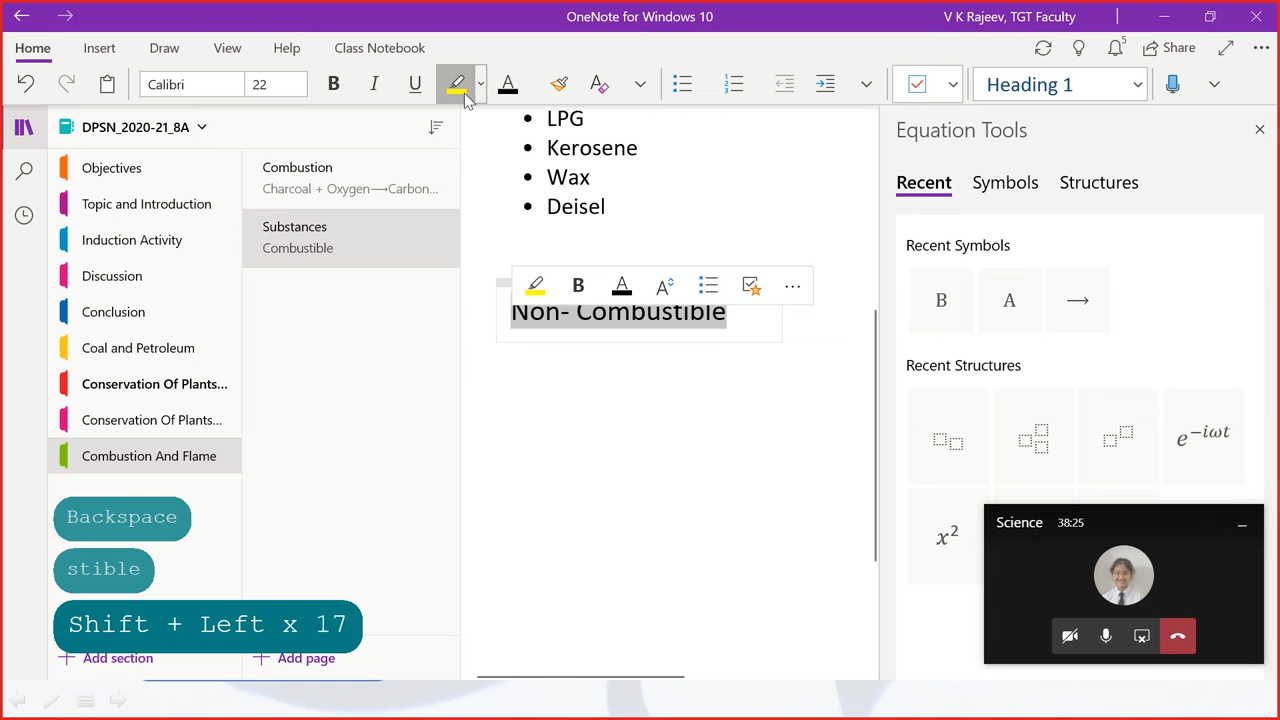 OneNote for Windows 10
V K Rajeev, TGT Faculty
Home Insert Draw View Help Class Notebook
5
Share
Calibri
22
B I U A
Heading 1
DPSN_2020-21_8A
Objectives
Topic and Introduction
Induction Activity
Discussion
Conclusion
Coal and Petroleum
Conservation Of Plants...
Conservation Of Plants...
Combustion And Flame
Backspace
stible
Shift + Left x 17
Add section
Combustion
Charcoal + Oxygen⟶Carbon...
Substances
Combustible
Add page
• LPG
• Kerosene
• Wax
• Deisel
B A A ...
Non- Combustible
Equation Tools
Recent Symbols Structures
Recent Symbols
B A →
Recent Structures
e^{-iωt}
x^2
Science 38:25